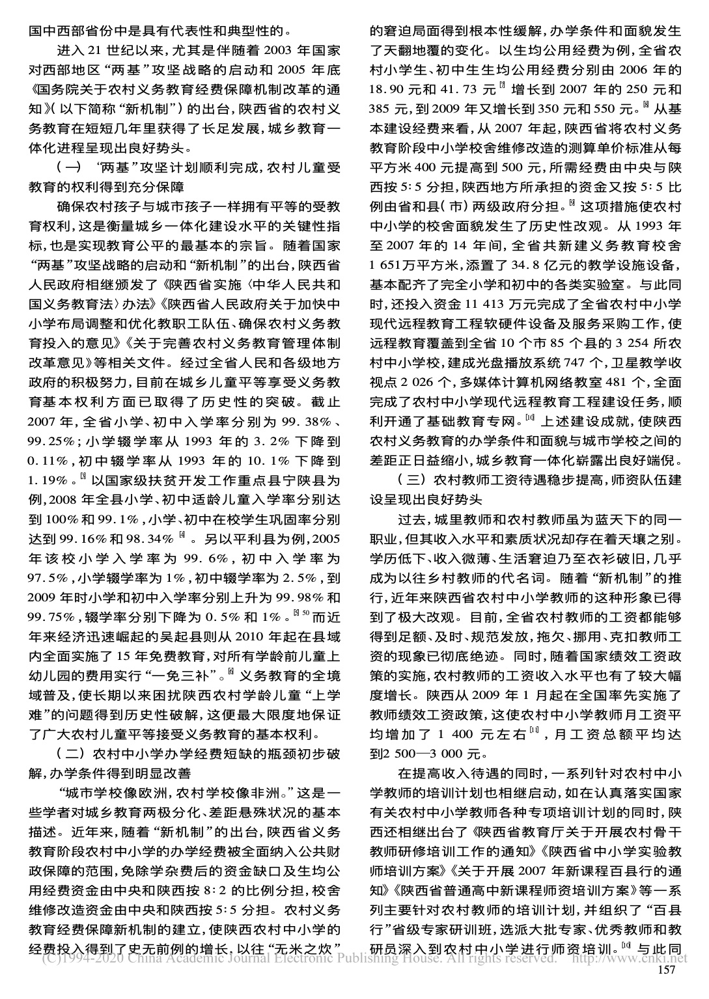 国中西部省份中是具有代表性和典型性的。
进入 21 世纪以来,尤其是伴随着 2003 年国家
对西部地区“两基”攻坚战略的启动和 2005 年底
《国务院关于农村义务教育经费保障机制改革的通
知》(以下简称“新机制”)的出台,陕西省的农村义
务教育在短短几年里获得了长足发展,城乡教育一
体化进程呈现出良好势头。
(一) “两基”攻坚计划顺利完成,农村儿童受
教育的权利得到充分保障
确保农村孩子与城市孩子一样拥有平等的受教
育权利,这是衡量城乡一体化建设水平的关键性指
标,也是实现教育公平的最基本的宗旨。随着国家
“两基”攻坚战略的启动和“新机制”的出台,陕西省
人民政府相继颁发了《陕西省实施〈中华人民共和
国义务教育法〉办法》《陕西省人民政府关于加快中
小学布局调整和优化教职工队伍、确保农村义务教
育投入的意见》《关于完善农村义务教育管理体制
改革意见》等相关文件。经过全省人民和各级地方
政府的积极努力,目前在城乡儿童平等享受义务教
育基本权利方面已取得了历史性的突破。截止
2007 年,全省小学、初中入学率分别为 99. 38%、
99. 25%;小学辍学率从 1993 年的 3. 2% 下降到
0. 11%,初中辍学率从 1993 年的 10. 1% 下降到
1. 19%。[3] 以国家级扶贫开发工作重点县宁陕县为
例,2008 年全县小学、初中适龄儿童入学率分别达
到 100% 和 99. 1%,小学、初中在校学生巩固率分别
达到 99. 16% 和 98. 34% [4]。另以平利县为例,2005
年该校小学入学率为 99. 6%,初中入学率为
97. 5%,小学辍学率为 1%,初中辍学率为 2. 5%,到
2009 年时小学和初中入学率分别上升为 99. 98% 和
99. 75%,辍学率分别下降为 0. 5% 和 1%。[5] 50 而近
年来经济迅速崛起的吴起县则从 2010 年起在县域
内全面实施了 15 年免费教育,对所有学龄前儿童上
幼儿园的费用实行“一免三补”。[6] 义务教育的全境
域普及,使长期以来困扰陕西农村学龄儿童“上学
难”的问题得到历史性破解,这便最大限度地保证
了广大农村儿童平等接受义务教育的基本权利。
(二) 农村中小学办学经费短缺的瓶颈初步破
解,办学条件得到明显改善
“城市学校像欧洲,农村学校像非洲。”这是一
些学者对城乡教育两极分化、差距悬殊状况的基本
描述。近年来,随着“新机制”的出台,陕西省义务
教育阶段农村中小学的办学经费被全面纳入公共财
政保障的范围,免除学杂费后的资金缺口及生均公
用经费资金由中央和陕西按 8∶2 的比例分担,校舍
维修改造资金由中央和陕西按 5∶5 分担。农村义务
教育经费保障新机制的建立,使陕西农村中小学的
经费投入得到了史无前例的增长,以往“无米之炊”
的窘迫局面得到根本性缓解,办学条件和面貌发生
了天翻地覆的变化。以生均公用经费为例,全省农
村小学生、初中生生均公用经费分别由 2006 年的
18. 90 元和 41. 73 元[7] 增长到 2007 年的 250 元和
385 元,到 2009 年又增长到 350 元和 550 元。[8] 从基
本建设经费来看,从 2007 年起,陕西省将农村义务
教育阶段中小学校舍维修改造的测算单价标准从每
平方米 400 元提高到 500 元,所需经费由中央与陕
西按 5∶5 分担,陕西地方所承担的资金又按 5∶5 比
例由省和县(市)两级政府分担。[9] 这项措施使农村
中小学的校舍面貌发生了历史性改观。从 1993 年
至 2007 年的 14 年间,全省共新建义务教育校舍
1 651万平方米,添置了 34. 8 亿元的教学设施设备,
基本配齐了完全小学和初中的各类实验室。与此同
时,还投入资金 11 413 万元完成了全省农村中小学
现代远程教育工程软硬件设备及服务采购工作,使
远程教育覆盖到全省 10 个市 85 个县的 3 254 所农
村中小学校,建成光盘播放系统 747 个,卫星教学收
视点 2 026 个,多媒体计算机网络教室 481 个,全面
完成了农村中小学现代远程教育工程建设任务,顺
利开通了基础教育专网。[10] 上述建设成就,使陕西
农村义务教育的办学条件和面貌与城市学校之间的
差距正日益缩小,城乡教育一体化崭露出良好端倪。
(三) 农村教师工资待遇稳步提高,师资队伍建
设呈现出良好势头
过去,城里教师和农村教师虽为蓝天下的同一
职业,但其收入水平和素质状况却存在着天壤之别。
学历低下、收入微薄、生活窘迫乃至衣衫破旧,几乎
成为以往乡村教师的代名词。随着“新机制”的推
行,近年来陕西省农村中小学教师的这种形象已得
到了极大改观。目前,全省农村教师的工资都能够
得到足额、及时、规范发放,拖欠、挪用、克扣教师工
资的现象已彻底绝迹。同时,随着国家绩效工资政
策的实施,农村教师的工资收入水平也有了较大幅
度增长。陕西从 2009 年 1 月起在全国率先实施了
教师绩效工资政策,这使农村中小学教师月工资平
均增加了 1 400 元左右[11],月工资总额平均达
到2 500—3 000 元。
在提高收入待遇的同时,一系列针对农村中小
学教师的培训计划也相继启动,如在认真落实国家
有关农村中小学教师各种专项培训计划的同时,陕
西还相继出台了《陕西省教育厅关于开展农村骨干
教师研修培训工作的通知》《陕西省中小学实验教
师培训方案》《关于开展 2007 年新课程百县行的通
知》《陕西省普通高中新课程师资培训方案》等一系
列主要针对农村教师的培训计划,并组织了“百县
行”省级专家研训班,选派大批专家、优秀教师和教
研员深入到农村中小学进行师资培训。[10] 与此同
(C)1994-2020 China Academic Journal Electronic Publishing House. All rights reserved. http://www.cnki.net
157